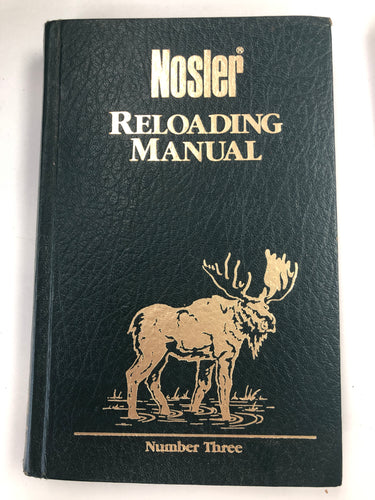 Nosler®
RELOADING
MANUAL
Number Three